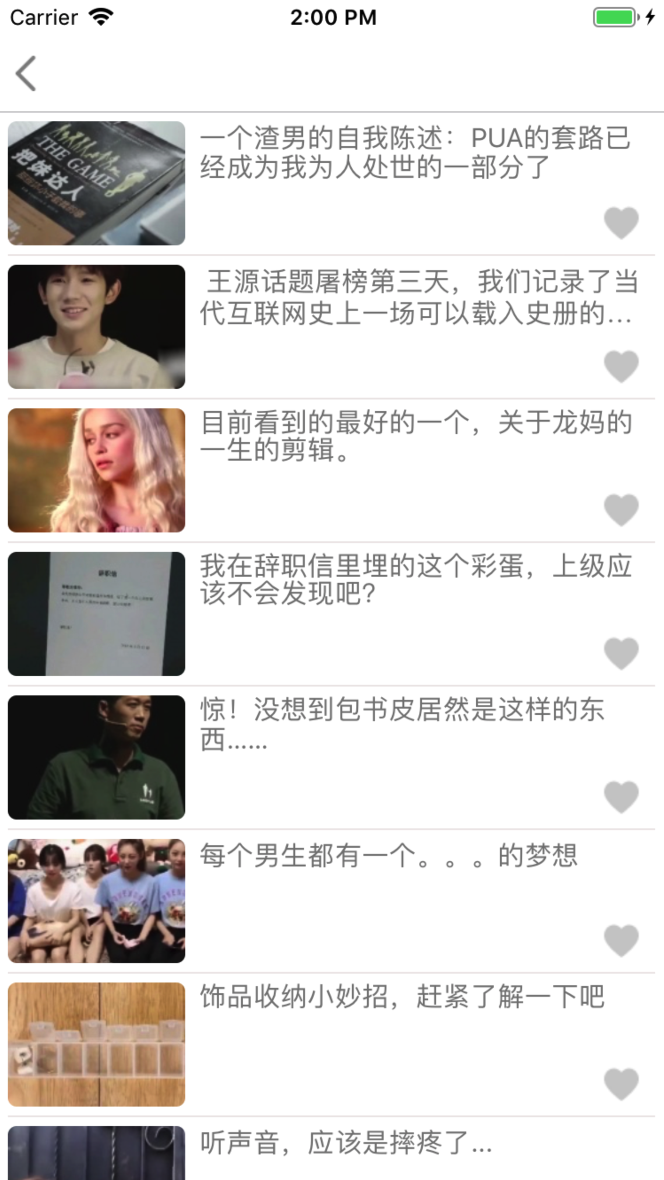 Carrier
2:00 PM
THE GAME
把妹达人
一个渣男的自我陈述：PUA的套路已
经成为我为人处世的一部分了
王源话题屠榜第三天，我们记录了当
代互联网史上一场可以载入史册的...
目前看到的最好的一个，关于龙妈的
一生的剪辑。
我在辞职信里埋的这个彩蛋，上级应
该不会发现吧?
惊！没想到包书皮居然是这样的东
西......
每个男生都有一个。。。的梦想
饰品收纳小妙招，赶紧了解一下吧
听声音，应该是摔疼了...